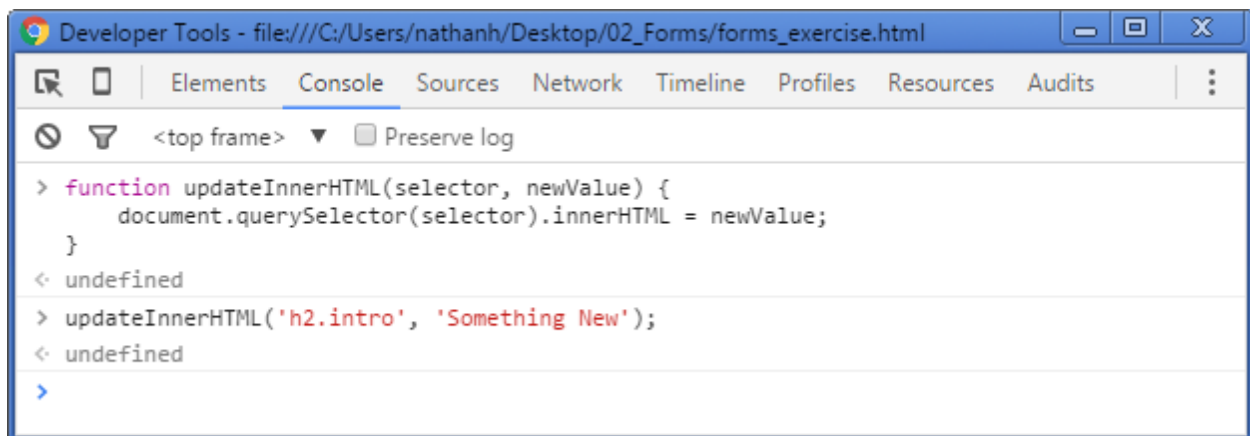 Developer Tools - file:///C:/Users/nathanh/Desktop/02_Forms/forms_exercise.html
Elements Console Sources Network Timeline Profiles Resources Audits
<top frame> ▼ Preserve log
> function updateInnerHTML(selector, newValue) {
    document.querySelector(selector).innerHTML = newValue;
}
undefined
> updateInnerHTML('h2.intro', 'Something New');
undefined
>